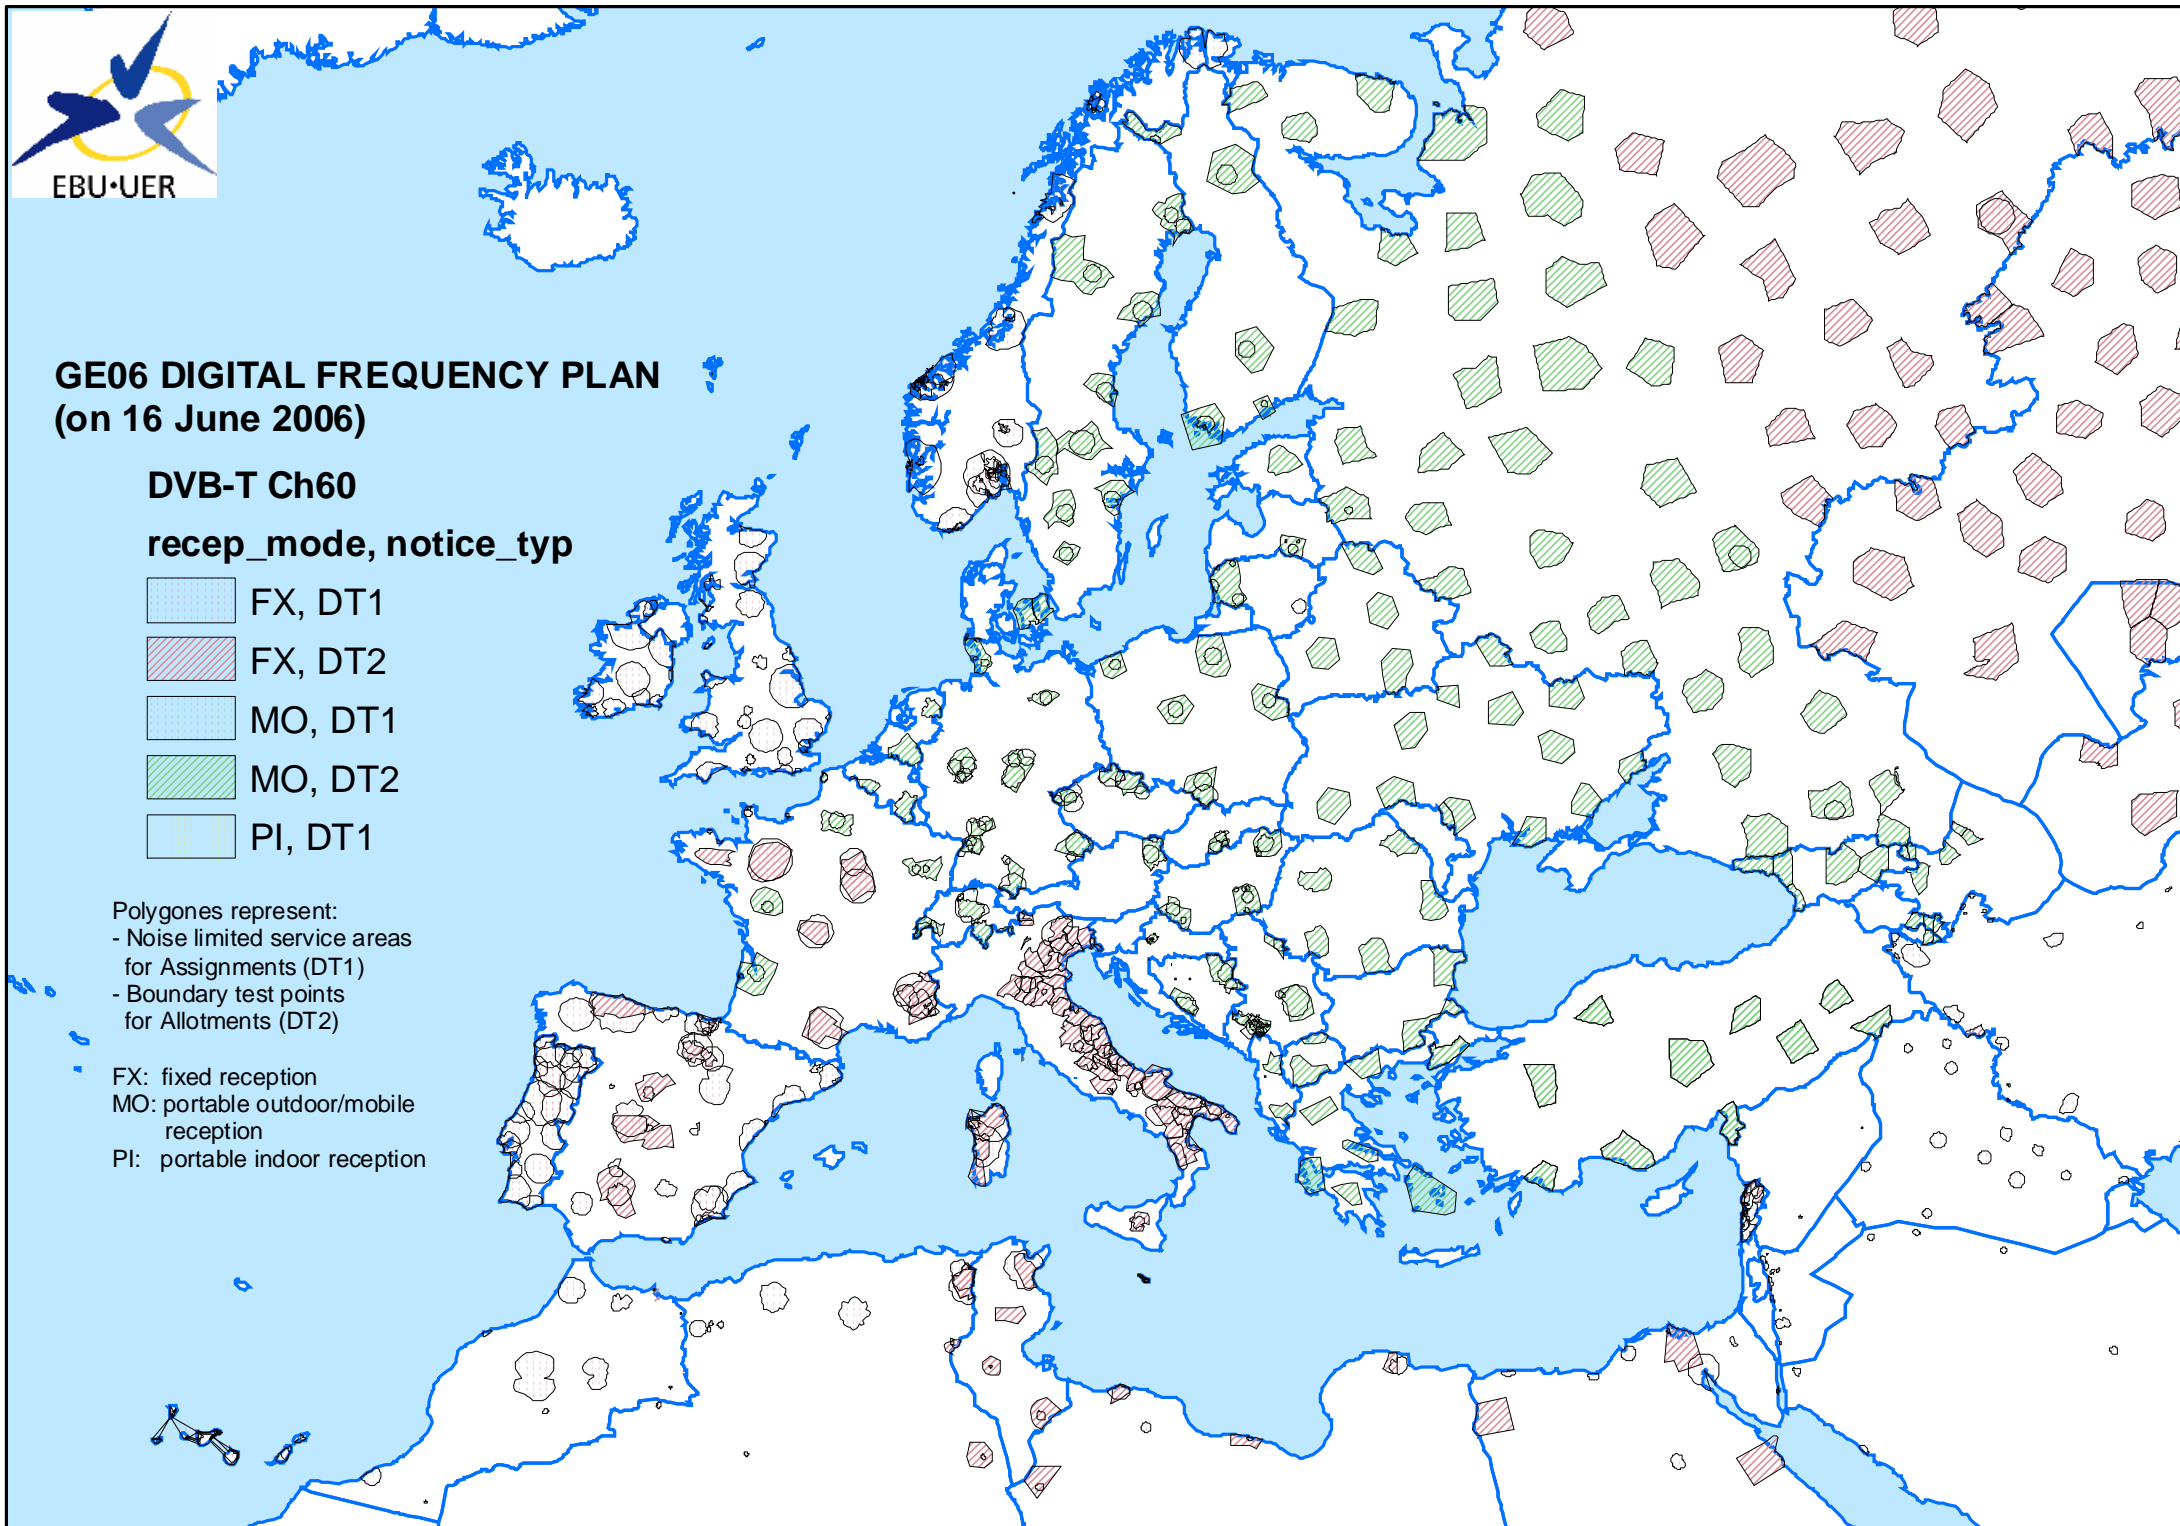 EBU·UER
GE06 DIGITAL FREQUENCY PLAN
(on 16 June 2006)
DVB-T Ch60
recep_mode, notice_typ
FX, DT1
FX, DT2
MO, DT1
MO, DT2
PI, DT1
Polygones represent:
- Noise limited service areas
for Assignments (DT1)
- Boundary test points
for Allotments (DT2)
FX: fixed reception
MO: portable outdoor/mobile
reception
PI: portable indoor reception